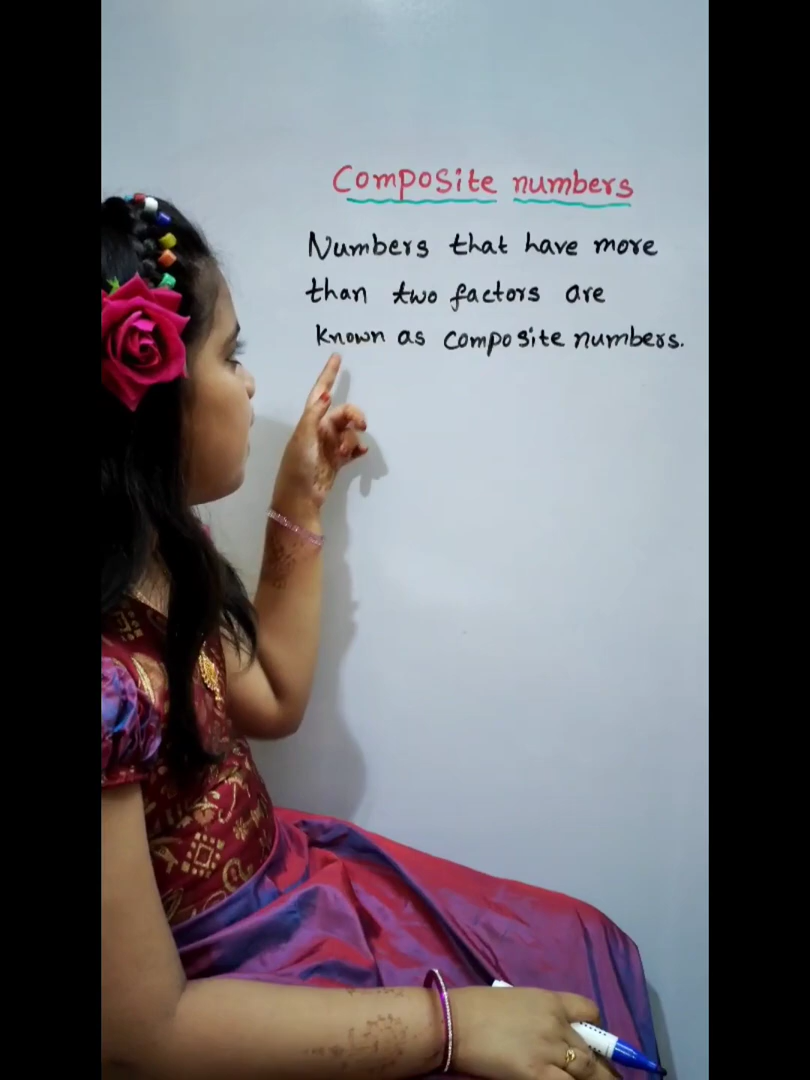 Composite numbers
Numbers that have more
than two factors are
known as composite numbers.